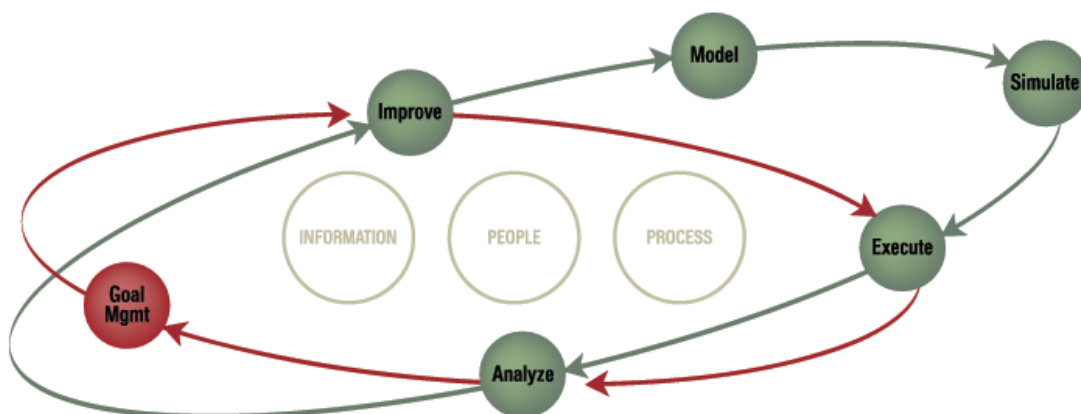 Model
Simulate
Improve
INFORMATION
PEOPLE
PROCESS
Execute
Goal
Mgmt
Analyze